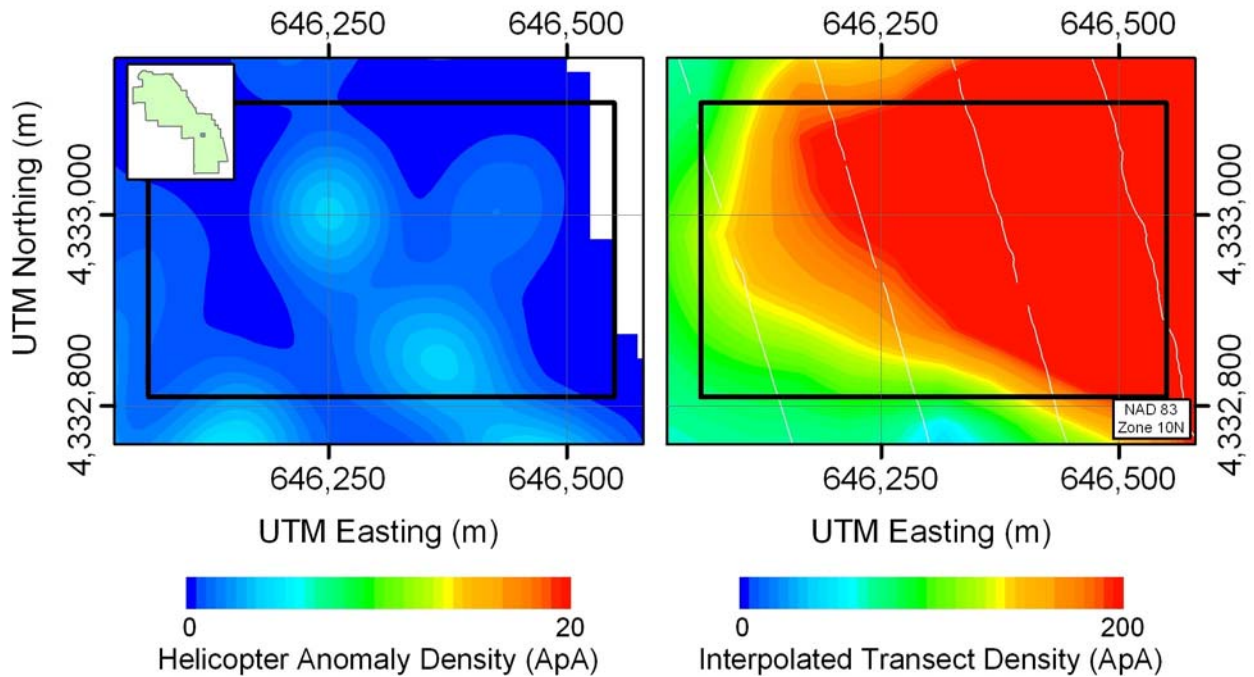 646,250 646,500 646,250 646,500
UTM Northing (m)
4,333,000
4,332,800
4,333,000
4,332,800
NAD 83
Zone 10N
646,250 646,500 646,250 646,500
UTM Easting (m) UTM Easting (m)
0 20 0 200
Helicopter Anomaly Density (ApA) Interpolated Transect Density (ApA)